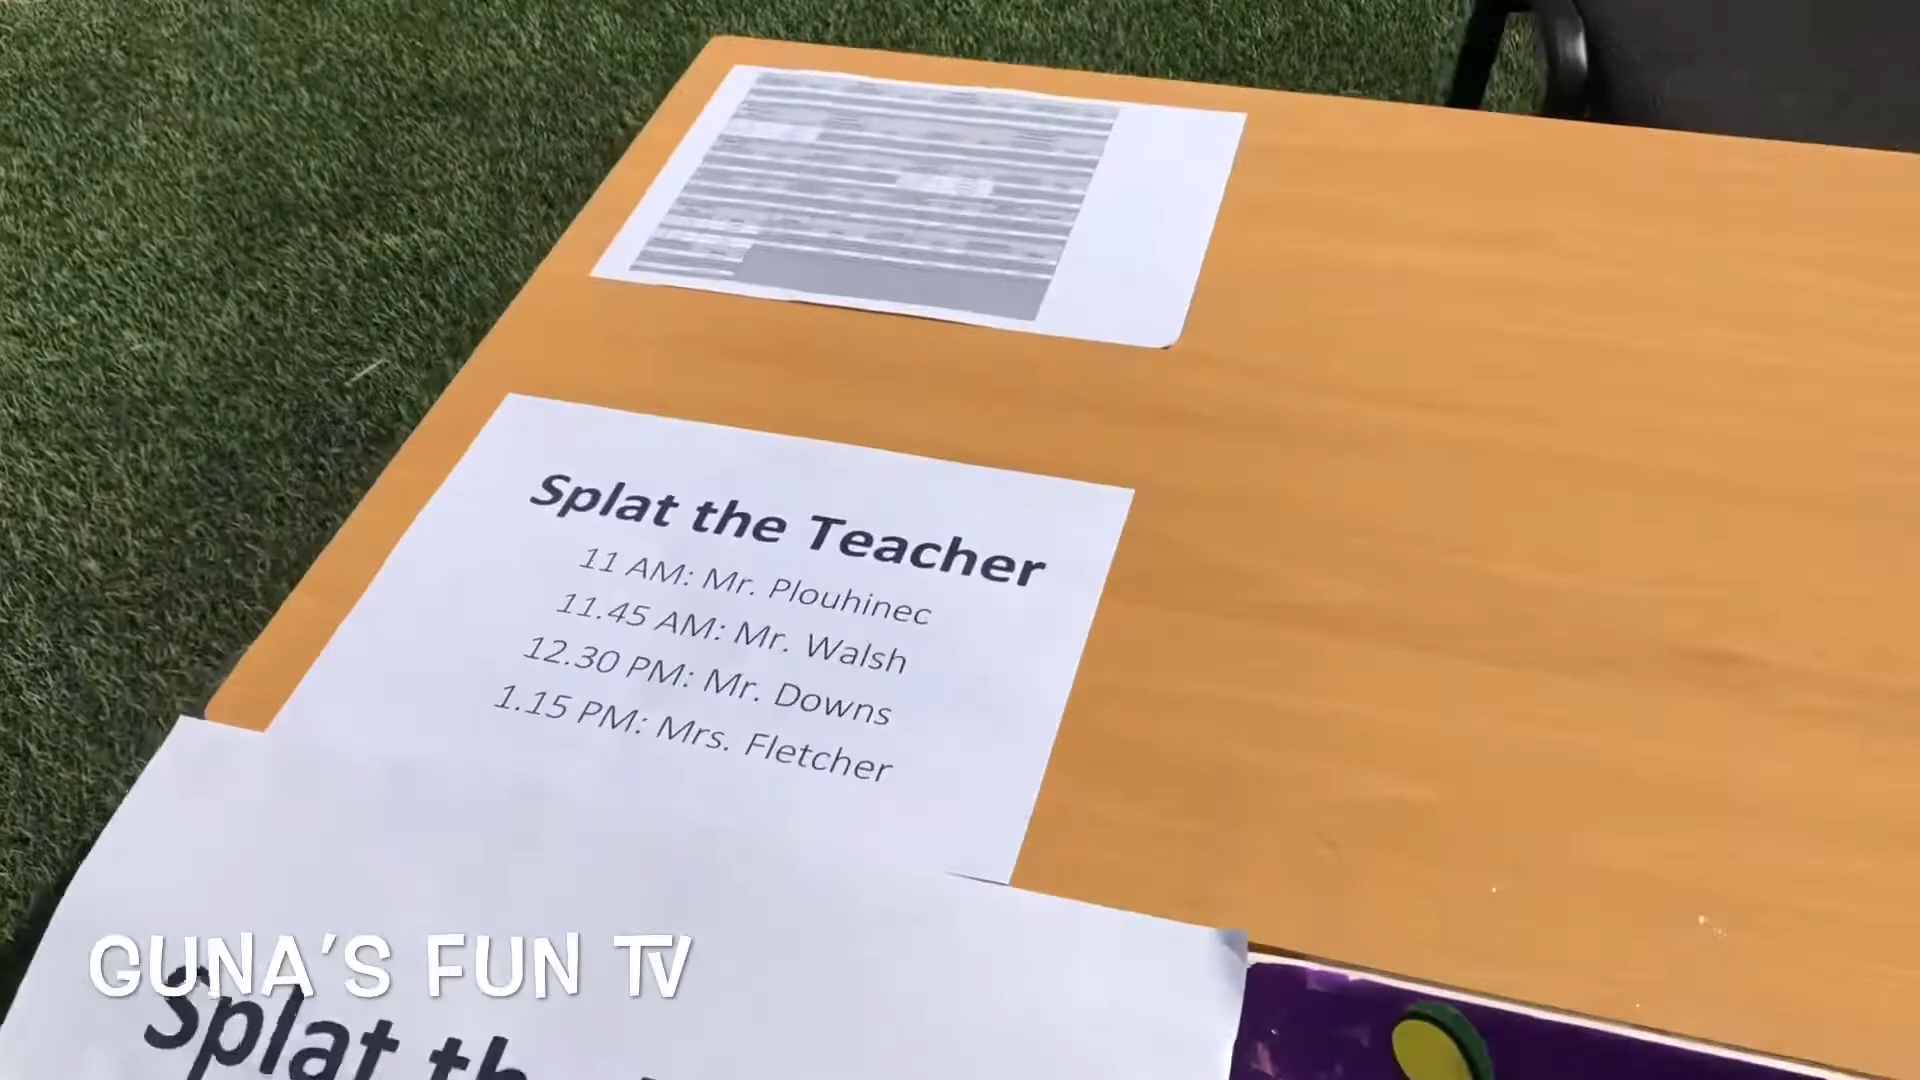 Splat the Teacher
11 AM: Mr. Plouhinec
11.45 AM: Mr. Walsh
12.30 PM: Mr. Downs
1.15 PM: Mrs. Fletcher
GUNA'S FUN TV
Splat